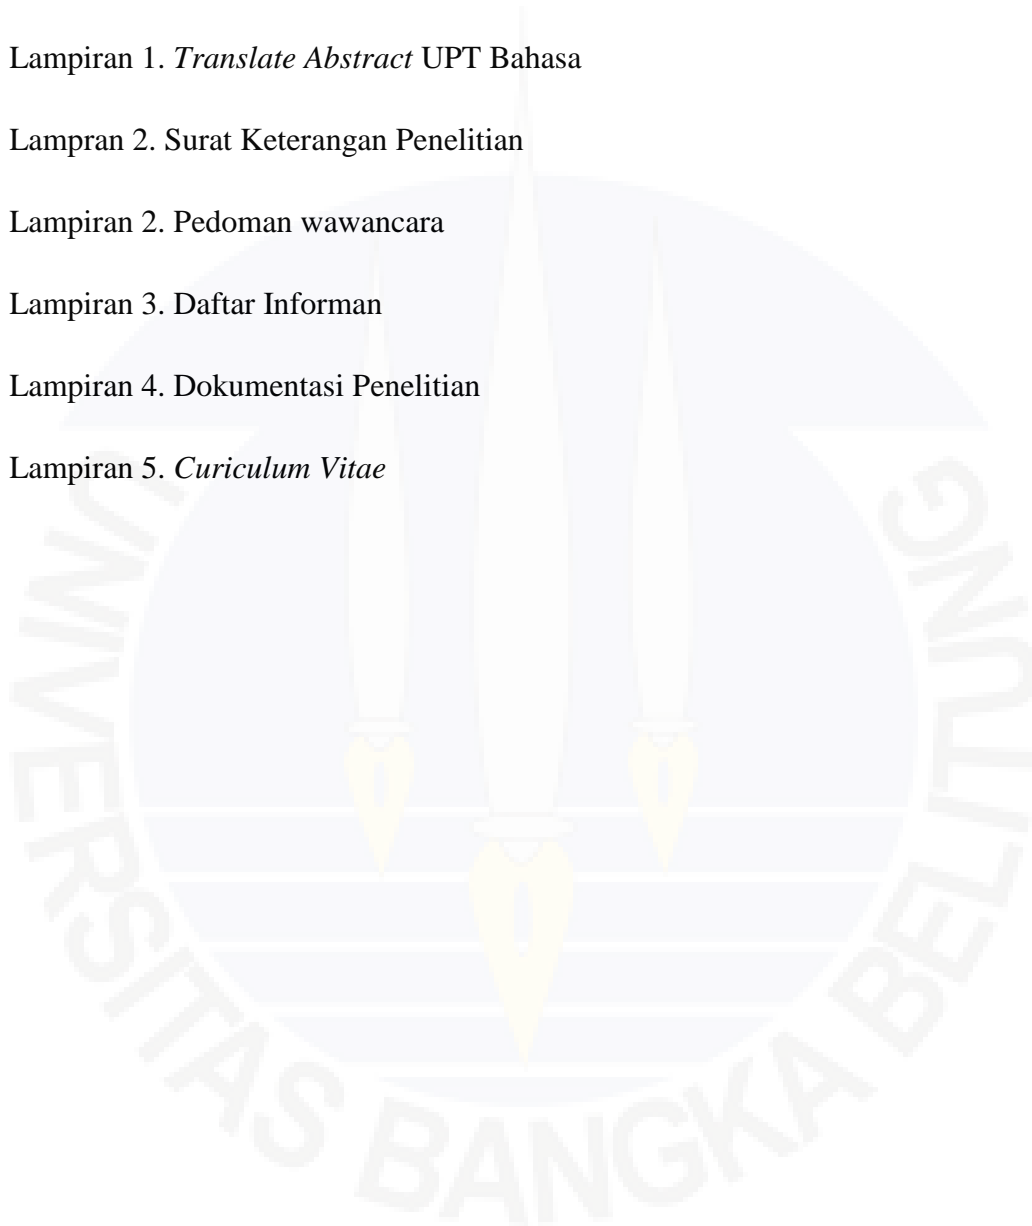 Lampiran 1. Translate Abstract UPT Bahasa
Lampran 2. Surat Keterangan Penelitian
Lampiran 2. Pedoman wawancara
Lampiran 3. Daftar Informan
Lampiran 4. Dokumentasi Penelitian
Lampiran 5. Curiculum Vitae
UNIVERSITAS BANGKA BELITUNG